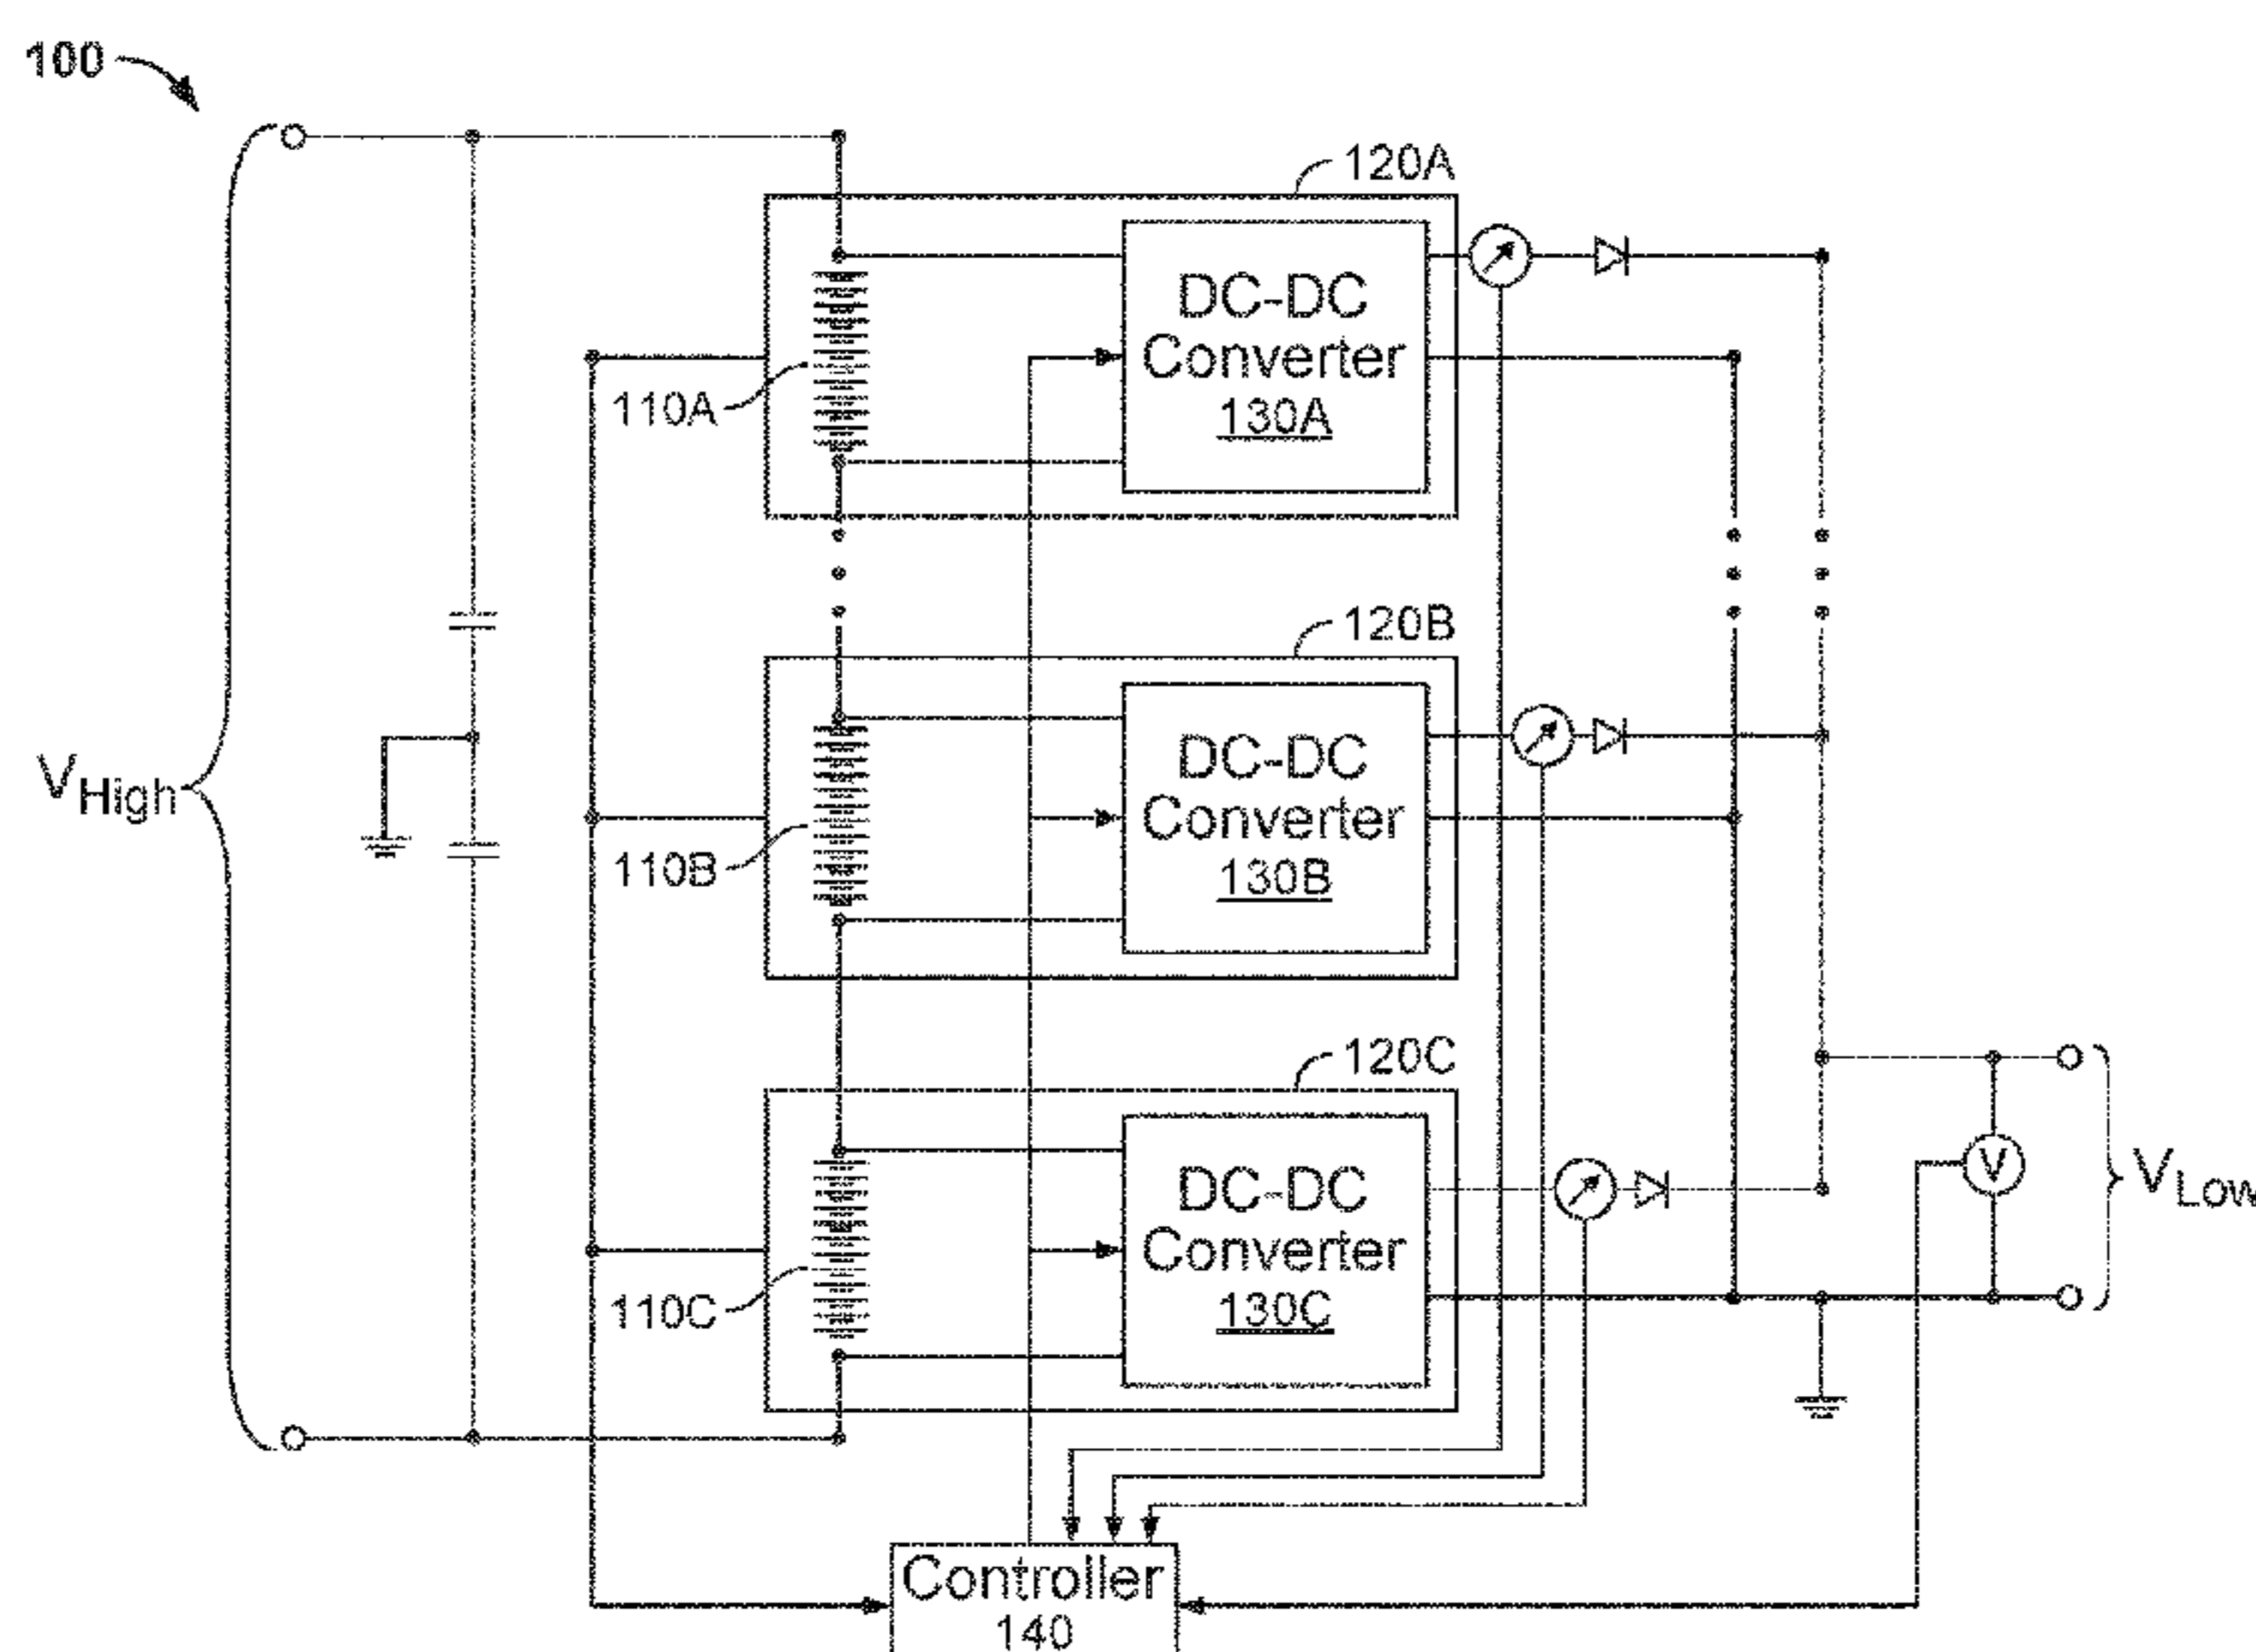 100
120A
DC-DC
Converter
130A
110A
120B
DC-DC
Converter
130B
110B
VHigh
120C
DC-DC
Converter
130C
110C
V
VLow
Controller
140